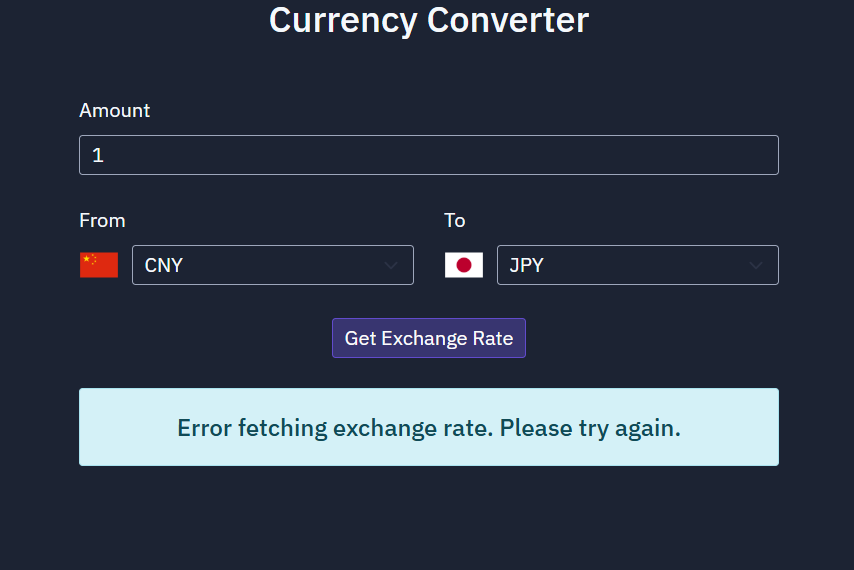 Currency Converter
Amount
1
From
To
CNY
JPY
Get Exchange Rate
Error fetching exchange rate. Please try again.